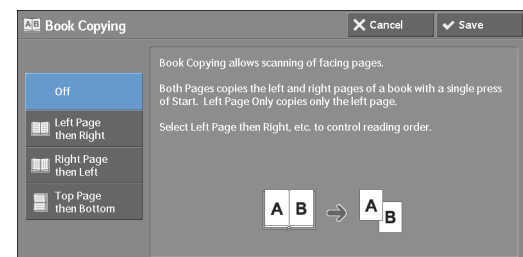 Book Copying
Cancel
Save
Off
Left Page
then Right
Right Page
then Left
Top Page
then Bottom
Book Copying allows scanning of facing pages.
Both Pages copies the left and right pages of a book with a single press
of Start. Left Page Only copies only the left page.
Select Left Page then Right, etc. to control reading order.
A B
A
B